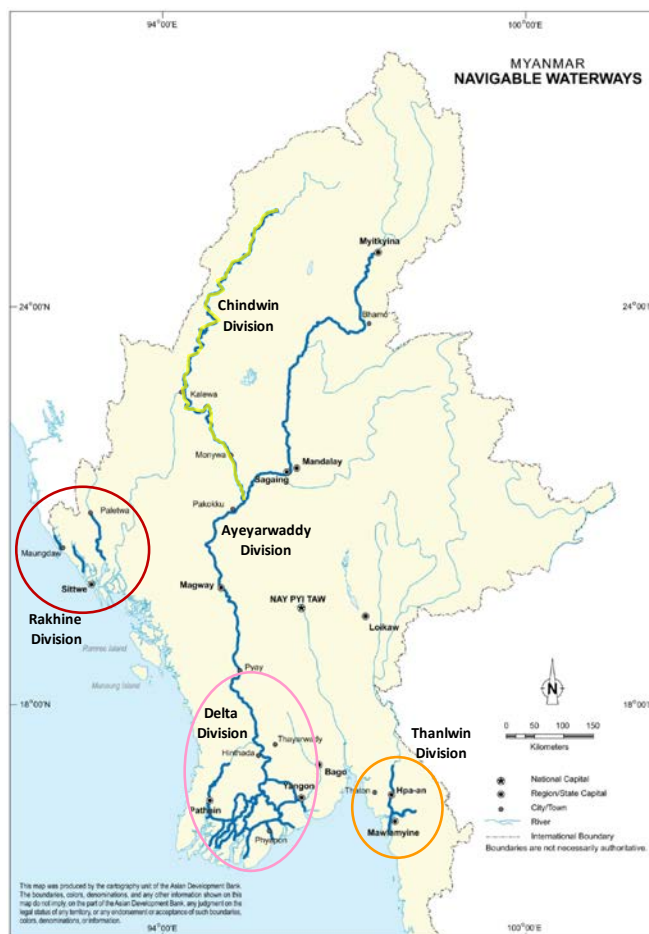 94°00'E
100°00'E
MYANMAR
NAVIGABLE WATERWAYS
Myitkyina
24°00'N
24°00'N
Chindwin
Division
Bhamo
Kalewa
Monywa
Mandalay
Sagaing
Pakokku
Paletwa
Ayeyarwaddy
Division
Maungdaw
Sittwe
Magway
NAY PYI TAW
Rakhine
Division
Loikaw
Ramree Island
Manaung Island
Pyay
18°00'N
18°00'N
Delta
Division
Thanlwin
Division
N
0 50 100 150
Kilometers
Thayarwady
Hinthada
Bago
Yangon
Pathein
Phyapon
Thaton
Hpa-an
Mawlamyine
National Capital
Region/State Capital
City/Town
River
International Boundary
Boundaries are not necessarily authoritative.
This map was produced by the cartography unit of the Asian Development Bank.
The boundaries, colors, denominations, and any other information shown on this
map do not imply, on the part of the Asian Development Bank, any judgment on the
legal status of any territory, or any endorsement or acceptance of such boundaries,
colors, denominations, or information.
94°00'E
100°00'E